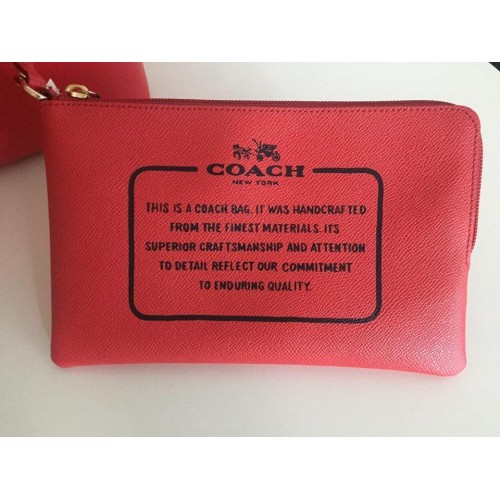 COACH
NEW YORK
THIS IS A COACH BAG. IT WAS HANDCRAFTED
FROM THE FINEST MATERIALS. ITS
SUPERIOR CRAFTSMANSHIP AND ATTENTION
TO DETAIL REFLECT OUR COMMITMENT
TO ENDURING QUALITY.